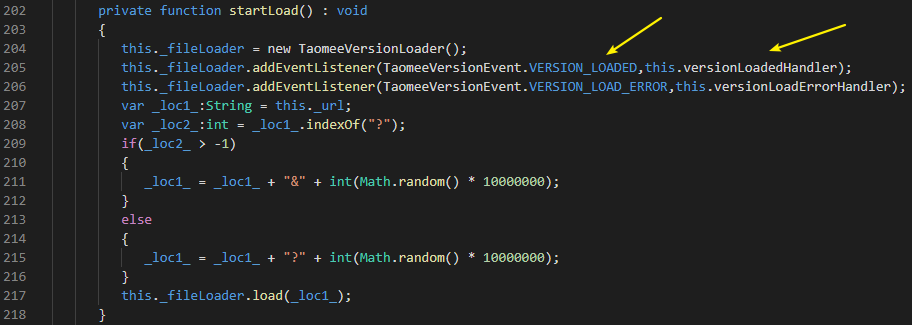 202 private function startLoad() : void
203 {
204 this._fileLoader = new TaomeeVersionLoader();
205 this._fileLoader.addEventListener(TaomeeVersionEvent.VERSION_LOADED,this.versionLoadedHandler);
206 this._fileLoader.addEventListener(TaomeeVersionEvent.VERSION_LOAD_ERROR,this.versionLoadErrorHandler);
207 var _loc1_:String = this._url;
208 var _loc2_:int = _loc1_.indexOf("?");
209 if(_loc2_ > -1)
210 {
211 _loc1_ = _loc1_ + "&" + int(Math.random() * 10000000);
212 }
213 else
214 {
215 _loc1_ = _loc1_ + "?" + int(Math.random() * 10000000);
216 }
217 this._fileLoader.load(_loc1_);
218 }